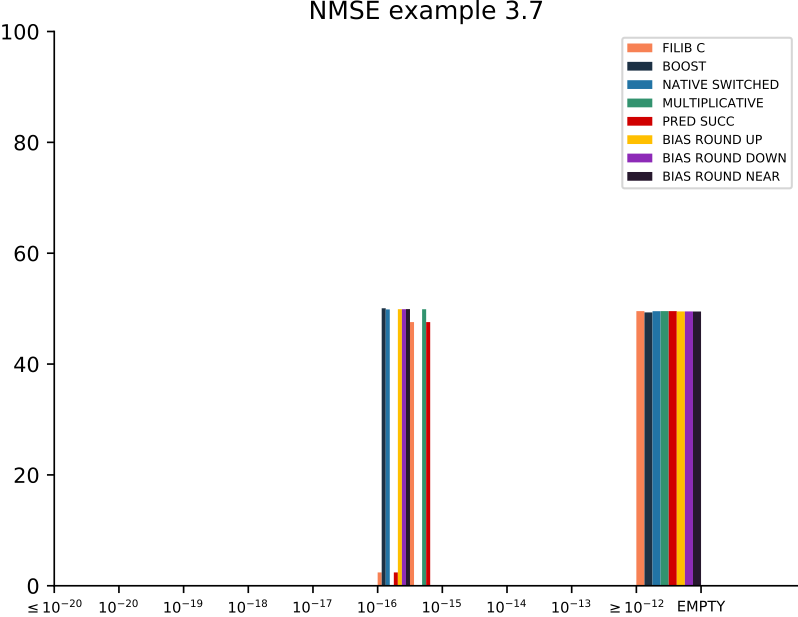 NMSE example 3.7
100
80
60
40
20
0
FILIB C
BOOST
NATIVE SWITCHED
MULTIPLICATIVE
PRED SUCC
BIAS ROUND UP
BIAS ROUND DOWN
BIAS ROUND NEAR
≤ 10⁻²⁰ 10⁻²⁰ 10⁻¹⁹ 10⁻¹⁸ 10⁻¹⁷ 10⁻¹⁶ 10⁻¹⁵ 10⁻¹⁴ 10⁻¹³ ≥ 10⁻¹² EMPTY